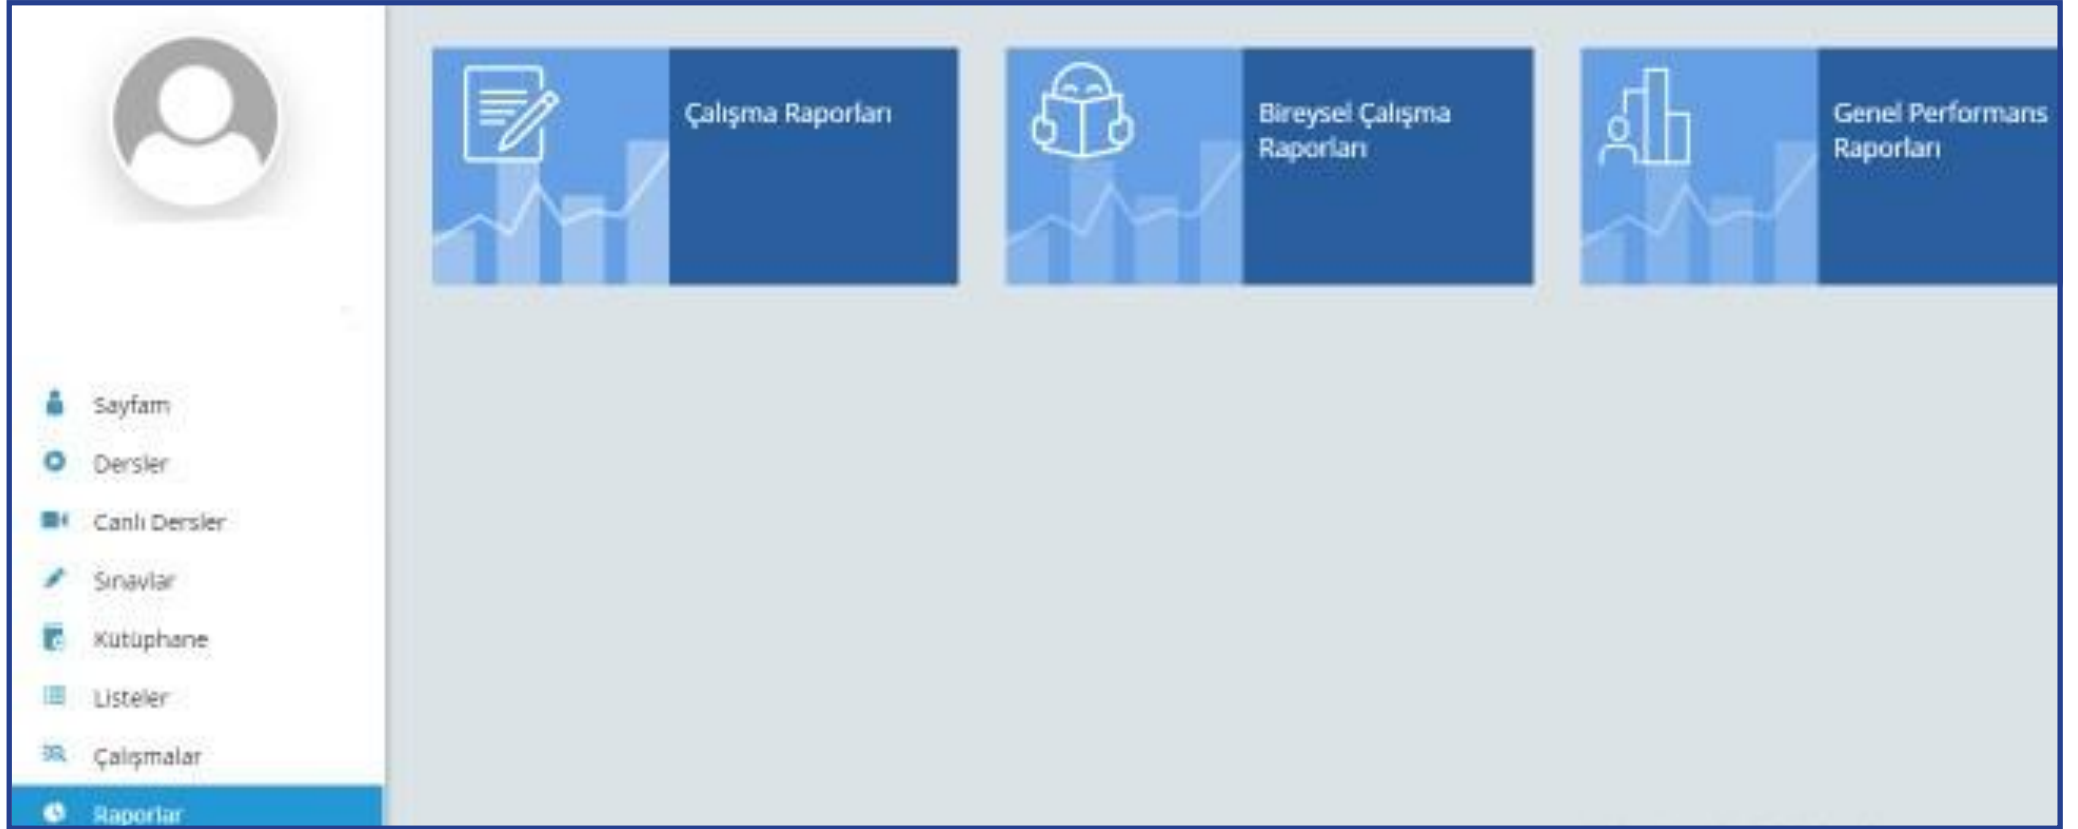 Çalışma Raporları
Bireysel Çalışma
Raporları
Genel Performans
Raporları
Sayfam
Dersler
Canlı Dersler
Sınavlar
Kütüphane
Listeler
Çalışmalar
Raporlar